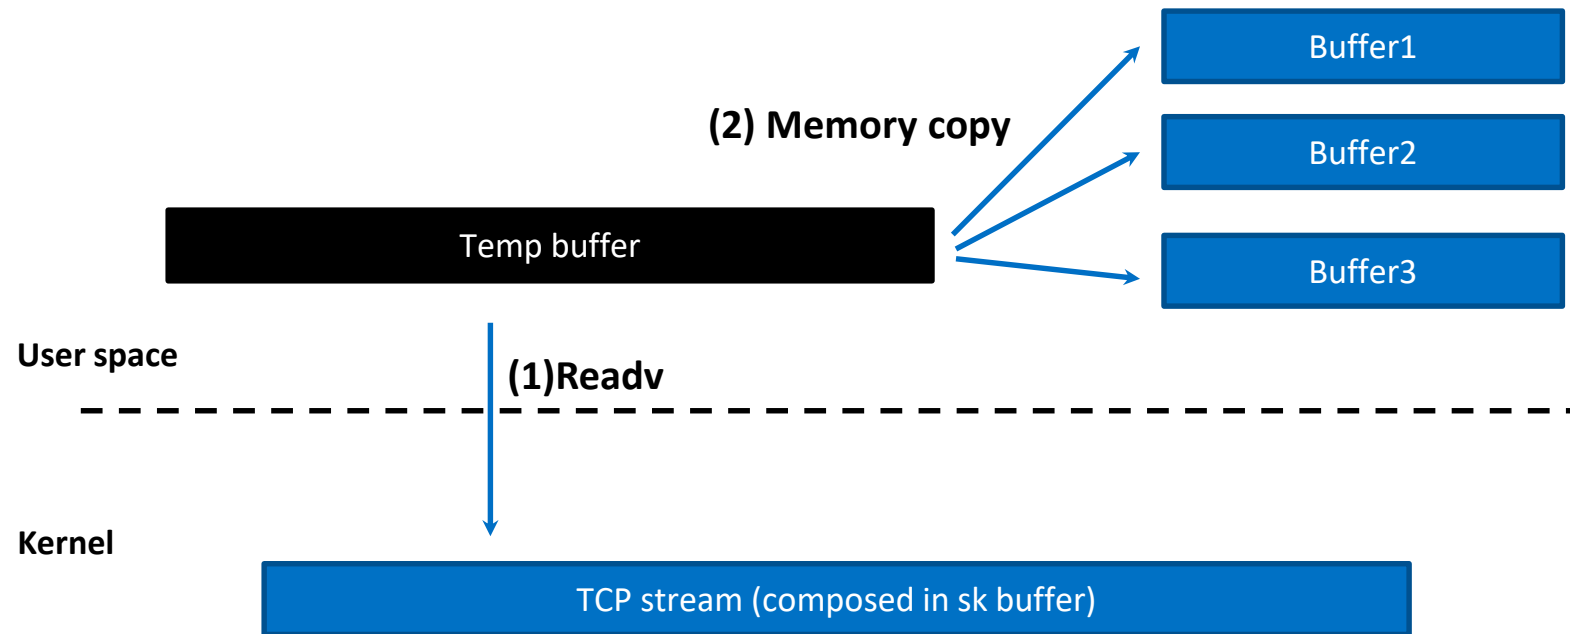 Buffer1
(2) Memory copy
Buffer2
Temp buffer
Buffer3
User space
(1)Readv
Kernel
TCP stream (composed in sk buffer)